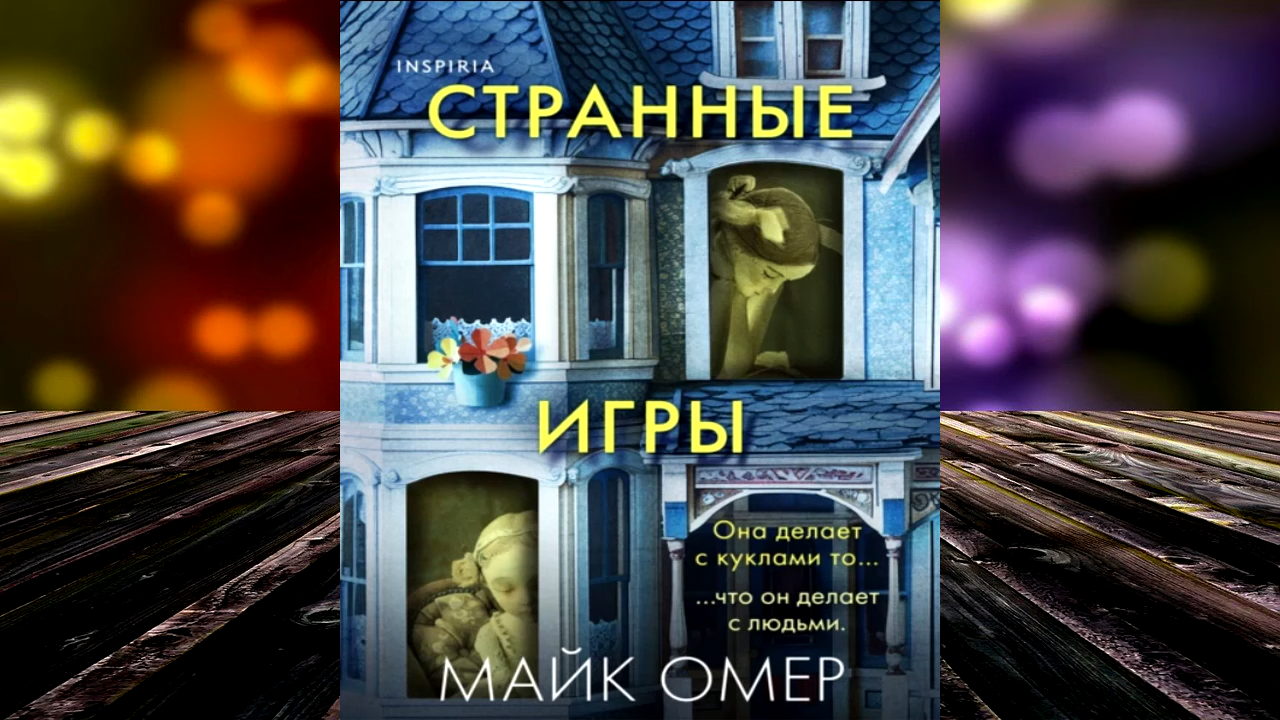 INSPIRIA
СТРАННЫЕ
ИГРЫ
Она делает
с куклами то...
...что он делает
с людьми.
МАЙК ОМЕР